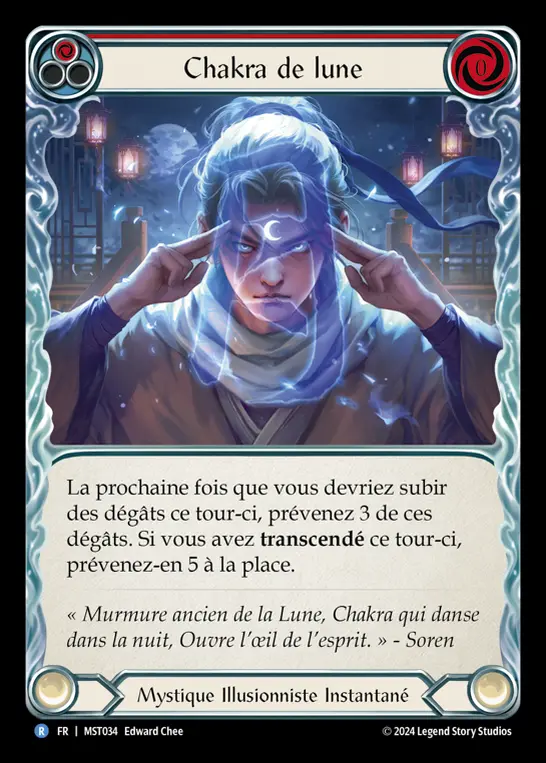 Chakra de lune
0
La prochaine fois que vous devriez subir
des dégâts ce tour-ci, prévenez 3 de ces
dégâts. Si vous avez transcendé ce tour-ci,
prévenez-en 5 à la place.
« Murmure ancien de la Lune, Chakra qui danse
dans la nuit, Ouvre l’œil de l’esprit. » - Soren
Mystique Illusionniste Instantané
R FR | MST034 Edward Chee
© 2024 Legend Story Studios